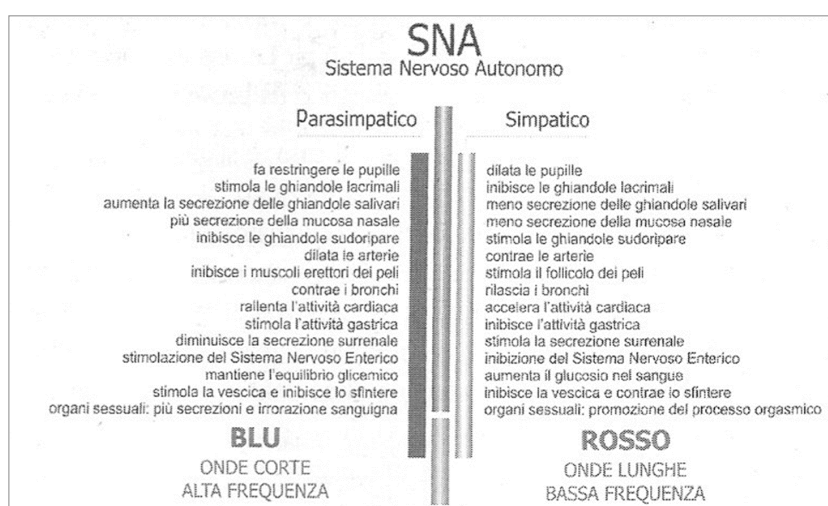 SNA
Sistema Nervoso Autonomo
Parasimpatico
fa restringere le pupille
stimola le ghiandole lacrimali
aumenta la secrezione delle ghiandole salivari
più secrezione della mucosa nasale
inibisce le ghiandole sudoripare
dilata le arterie
inibisce i muscoli erettori dei peli
contrae i bronchi
rallenta l'attività cardiaca
stimola l'attività gastrica
diminuisce la secrezione surrenale
stimolazione del Sistema Nervoso Enterico
mantiene l'equilibrio glicemico
stimola la vescica e inibisce lo sfintere
organi sessuali: più secrezioni e irrorazione sanguigna
BLU
ONDE CORTE
ALTA FREQUENZA
Simpatico
dilata le pupille
inibisce le ghiandole lacrimali
meno secrezione delle ghiandole salivari
meno secrezione della mucosa nasale
stimola le ghiandole sudoripare
contrae le arterie
stimola il follicolo dei peli
rilascia i bronchi
accelera l'attività cardiaca
inibisce l'attività gastrica
stimola la secrezione surrenale
inibizione del Sistema Nervoso Enterico
aumenta il glucosio nel sangue
inibisce la vescica e contrae lo sfintere
organi sessuali: promozione del processo orgasmico
ROSSO
ONDE LUNGHE
BASSA FREQUENZA